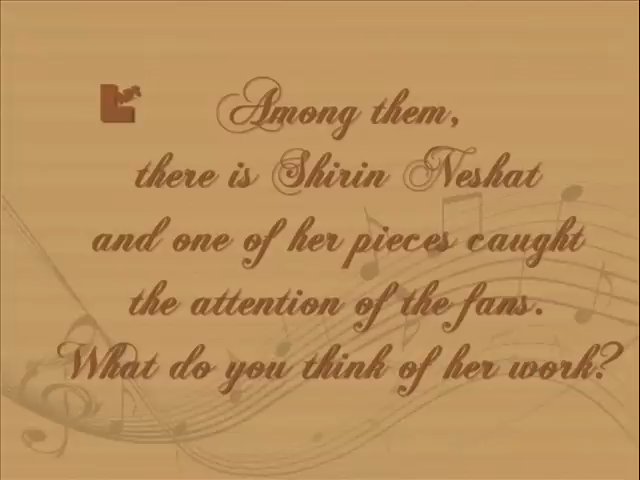 Among them,
there is Shirin Neshat
and one of her pieces caught
the attention of the fans.
What do you think of her work?